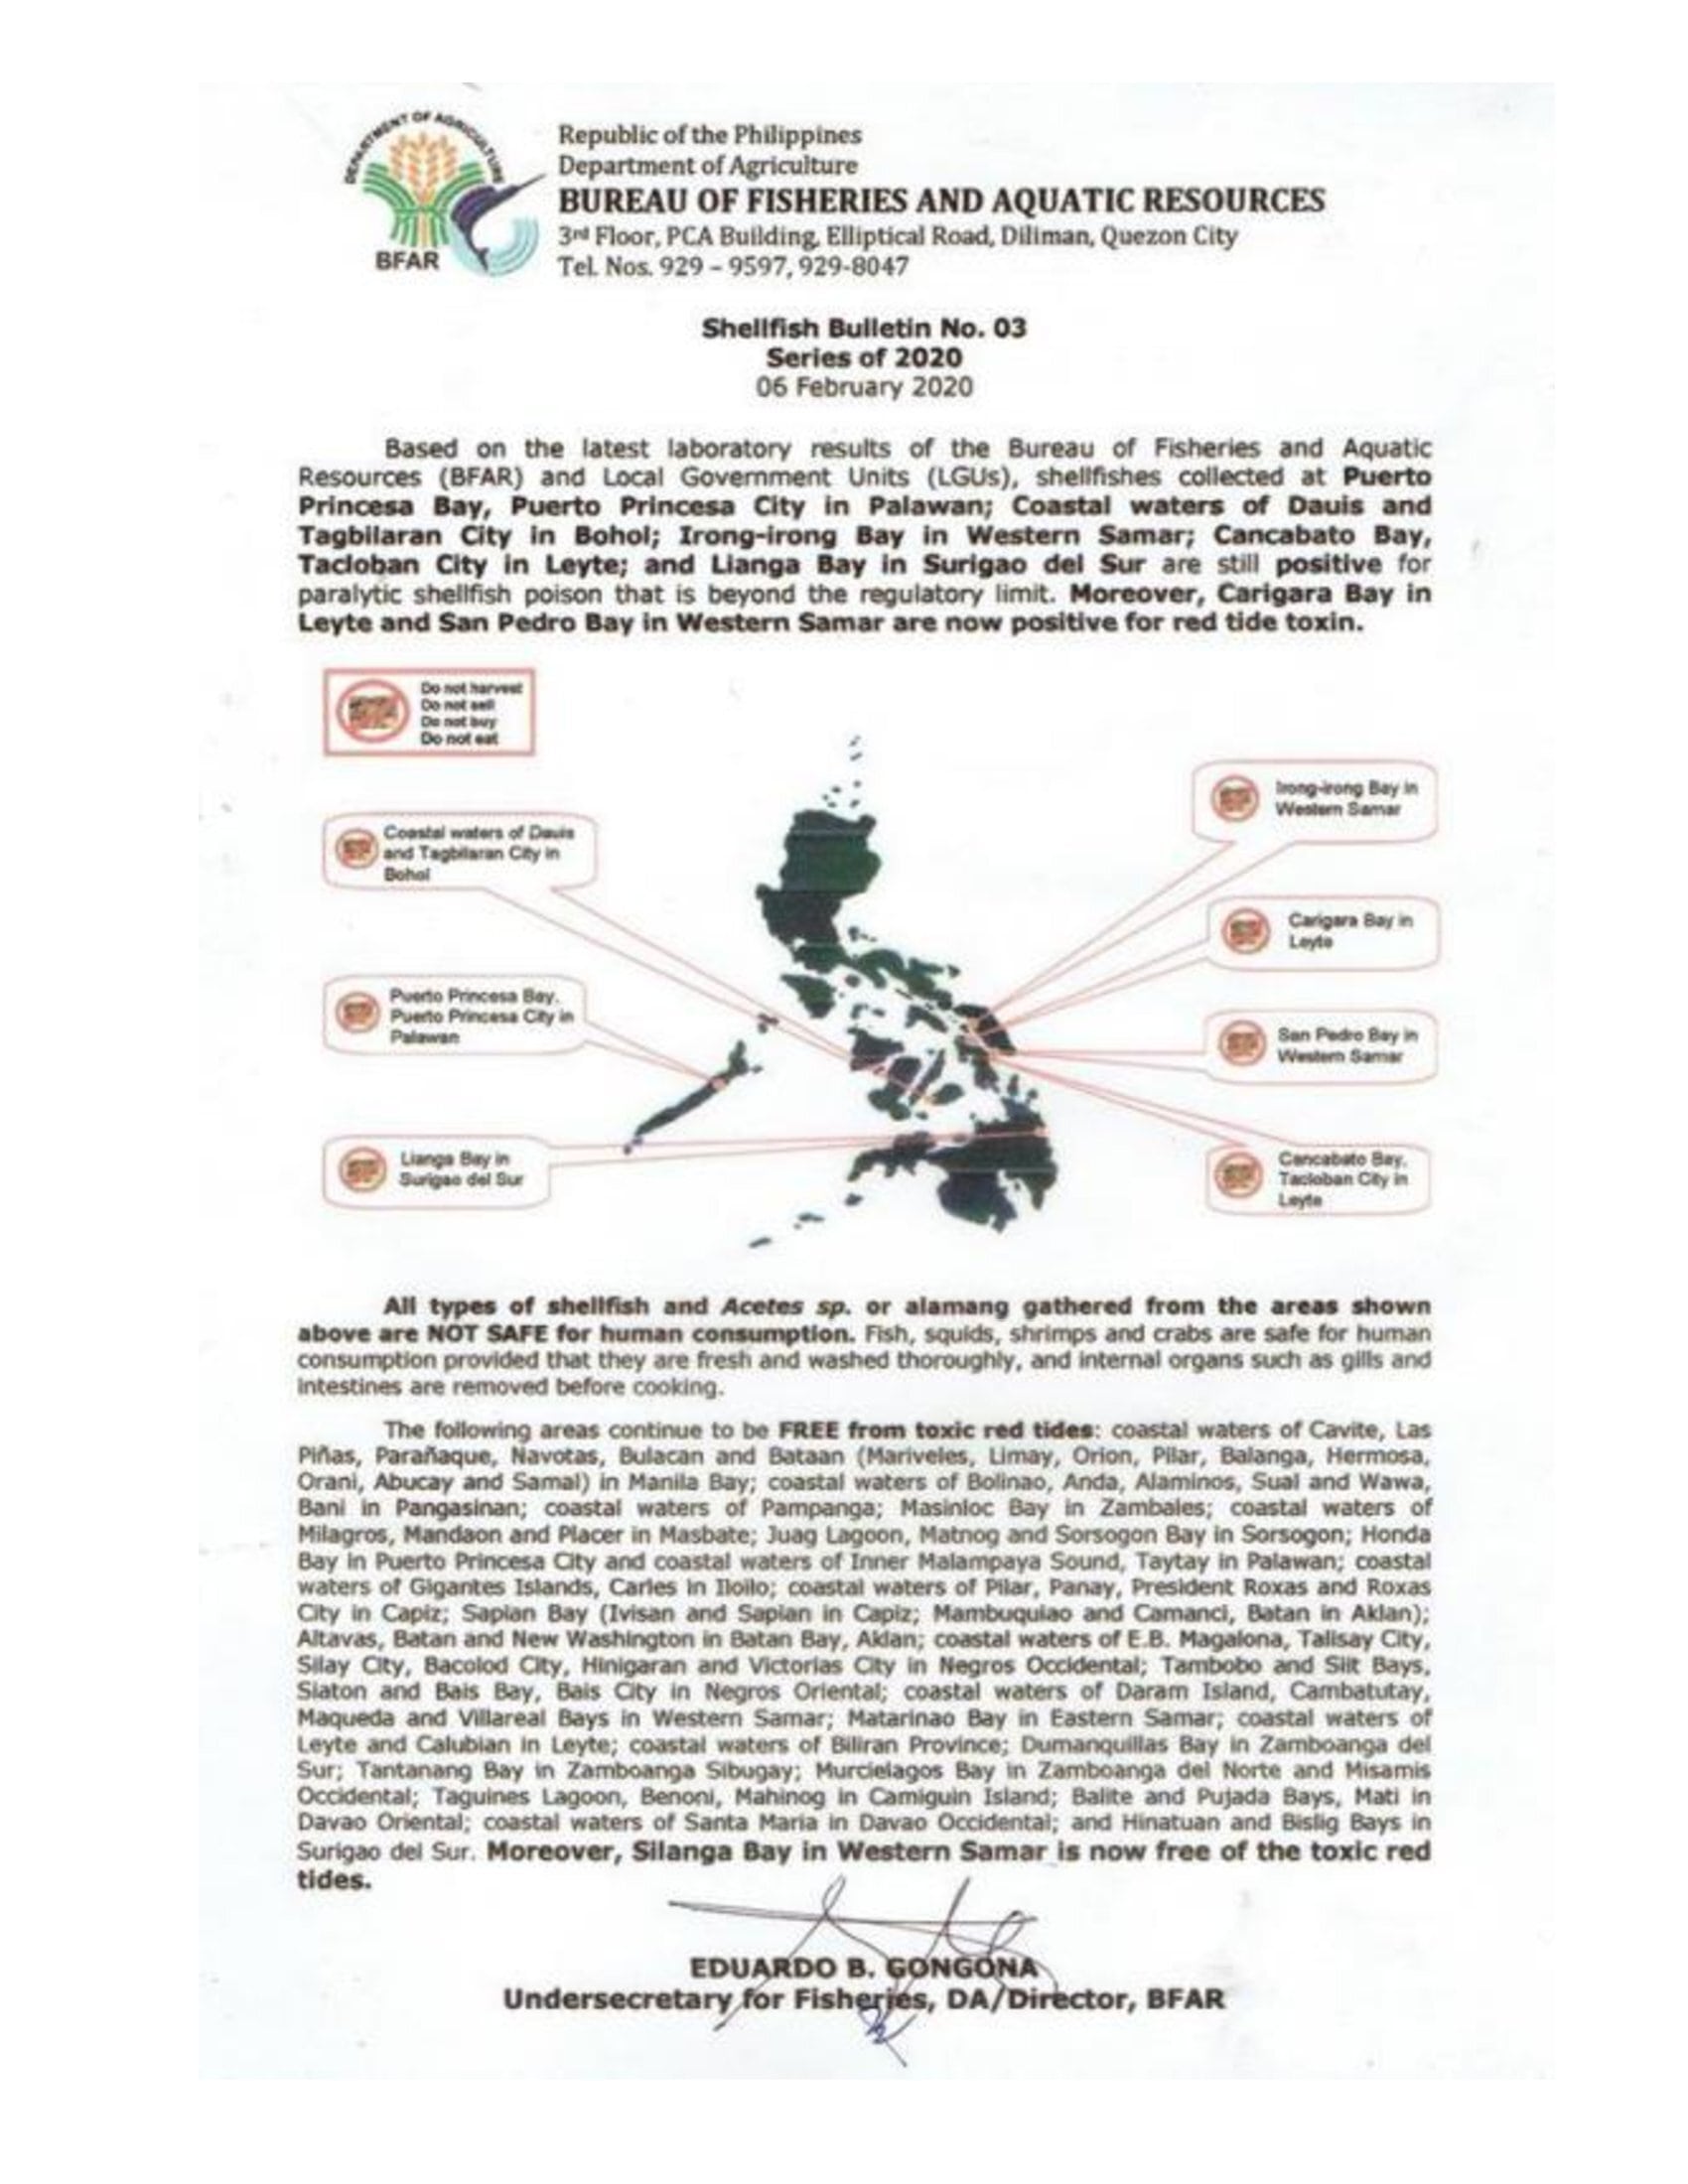 DEPARTMENT OF AGRICULTURE
BFAR
Republic of the Philippines
Department of Agriculture
BUREAU OF FISHERIES AND AQUATIC RESOURCES
3rd Floor, PCA Building, Elliptical Road, Diliman, Quezon City
Tel. Nos. 929 – 9597, 929-8047
Shellfish Bulletin No. 03
Series of 2020
06 February 2020
Based on the latest laboratory results of the Bureau of Fisheries and Aquatic
Resources (BFAR) and Local Government Units (LGUs), shellfishes collected at Puerto
Princesa Bay, Puerto Princesa City in Palawan; Coastal waters of Dauis and
Tagbilaran City in Bohol; Irong-irong Bay in Western Samar; Cancabato Bay,
Tacloban City in Leyte; and Lianga Bay in Surigao del Sur are still positive for
paralytic shellfish poison that is beyond the regulatory limit. Moreover, Carigara Bay in
Leyte and San Pedro Bay in Western Samar are now positive for red tide toxin.
Do not harvest
Do not sell
Do not buy
Do not eat
Coastal waters of Dauis
and Tagbilaran City in
Bohol
Puerto Princesa Bay,
Puerto Princesa City in
Palawan
Lianga Bay in
Surigao del Sur
Irong-irong Bay in
Western Samar
Carigara Bay in
Leyte
San Pedro Bay in
Western Samar
Cancabato Bay,
Tacloban City in
Leyte
All types of shellfish and Acetes sp. or alamang gathered from the areas shown
above are NOT SAFE for human consumption. Fish, squids, shrimps and crabs are safe for human
consumption provided that they are fresh and washed thoroughly, and internal organs such as gills and
intestines are removed before cooking.
The following areas continue to be FREE from toxic red tides: coastal waters of Cavite, Las
Piñas, Parañaque, Navotas, Bulacan and Bataan (Mariveles, Limay, Orion, Pilar, Balanga, Hermosa,
Orani, Abucay and Samal) in Manila Bay; coastal waters of Bolinao, Anda, Alaminos, Sual and Wawa,
Bani in Pangasinan; coastal waters of Pampanga; Masinloc Bay in Zambales; coastal waters of
Milagros, Mandaon and Placer in Masbate; Juag Lagoon, Matnog and Sorsogon Bay in Sorsogon; Honda
Bay in Puerto Princesa City and coastal waters of Inner Malampaya Sound, Taytay in Palawan; coastal
waters of Gigantes Islands, Carles in Iloilo; coastal waters of Pilar, Panay, President Roxas and Roxas
City in Capiz; Sapian Bay (Ivisan and Sapian in Capiz; Mambuquiao and Camanci, Batan in Aklan);
Altavas, Batan and New Washington in Batan Bay, Aklan; coastal waters of E.B. Magalona, Talisay City,
Silay City, Bacolod City, Hinigaran and Victorias City in Negros Occidental; Tambobo and Siit Bays,
Siaton and Bais Bay, Bais City in Negros Oriental; coastal waters of Daram Island, Cambatutay,
Maqueda and Villareal Bays in Western Samar; Matarinao Bay in Eastern Samar; coastal waters of
Leyte and Calubian in Leyte; coastal waters of Biliran Province; Dumanquillas Bay in Zamboanga del
Sur; Tantanang Bay in Zamboanga Sibugay; Murcielagos Bay in Zamboanga del Norte and Misamis
Occidental; Taguines Lagoon, Benoni, Mahinog in Camiguin Island; Balite and Pujada Bays, Mati in
Davao Oriental; coastal waters of Santa Maria in Davao Occidental; and Hinatuan and Bislig Bays in
Surigao del Sur. Moreover, Silanga Bay in Western Samar is now free of the toxic red
tides.
EDUARDO B. GONGONA
Undersecretary for Fisheries, DA/Director, BFAR